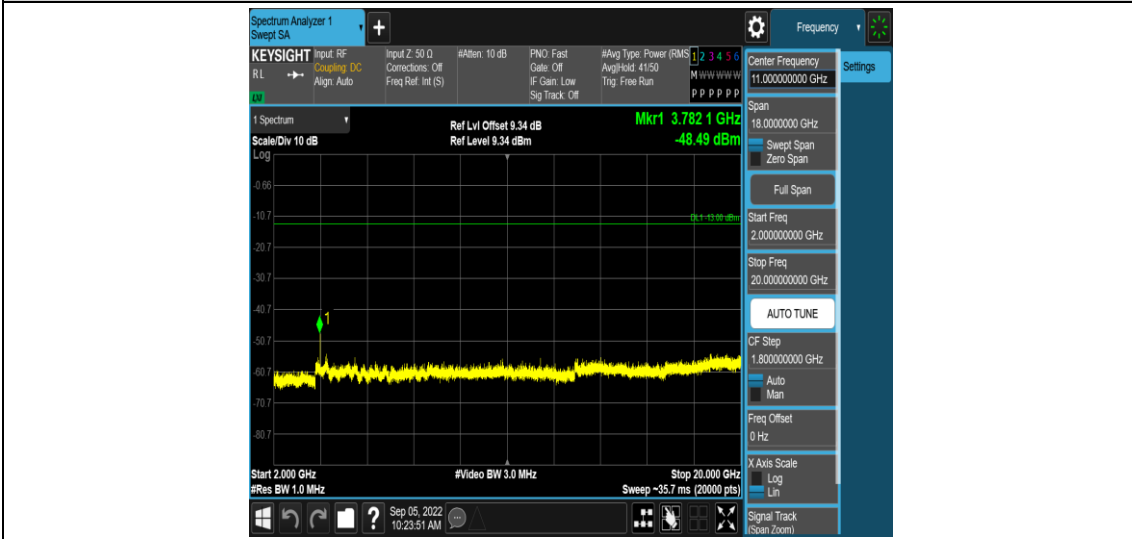 Spectrum Analyzer 1
Swept SA
+
Frequency
KEYSIGHT
RL
Input: RF
Coupling: DC
Align: Auto
Input Z: 50 Ω
Corrections: Off
Freq Ref: Int (S)
#Atten: 10 dB
PNO: Fast
Gate: Off
IF Gain: Low
Sig Track: Off
#Avg Type: Power (RMS
Avg|Hold: 41/50
Trig: Free Run
1 2 3 4 5 6
M W W W W W
P P P P P P
1 Spectrum
Scale/Div 10 dB
Log
Ref Lvl Offset 9.34 dB
Ref Level 9.34 dBm
Mkr1 3.782 1 GHz
-48.49 dBm
-0.66
-10.7
DL1 -13.00 dBm
-20.7
-30.7
-40.7
1
-50.7
-60.7
-70.7
-80.7
Start 2.000 GHz
#Video BW 3.0 MHz
Stop 20.000 GHz
#Res BW 1.0 MHz
Sweep ~35.7 ms (20000 pts)
?
Sep 05, 2022
10:23:51 AM
Center Frequency
11.000000000 GHz
Settings
Span
18.0000000 GHz
Swept Span
Zero Span
Full Span
Start Freq
2.000000000 GHz
Stop Freq
20.000000000 GHz
AUTO TUNE
CF Step
1.800000000 GHz
Auto
Man
Freq Offset
0 Hz
X Axis Scale
Log
Lin
Signal Track
(Span Zoom)